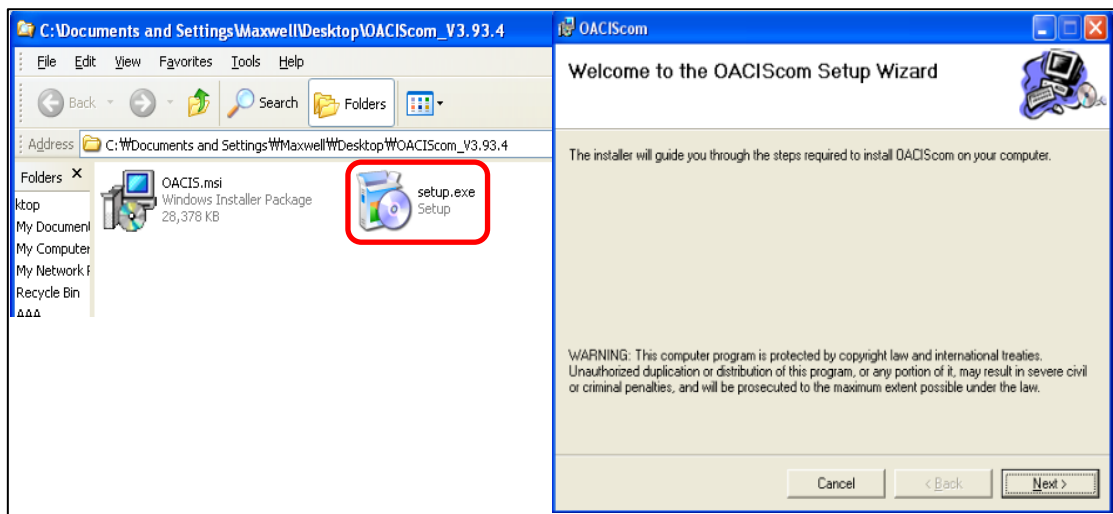 C:\Documents and Settings\Maxwell\Desktop\OACIScom_V3.93.4
File Edit View Favorites Tools Help
Back Search Folders
Address C:₩Documents and Settings₩Maxwell₩Desktop₩OACIScom_V3.93.4
Folders ×
ktop
My Document
My Computer
My Network
Recycle Bin
OACIS.msi
Windows Installer Package
28,378 KB
setup.exe
Setup
OACIScom
Welcome to the OACIScom Setup Wizard
The installer will guide you through the steps required to install OACIScom on your computer.
WARNING: This computer program is protected by copyright law and international treaties.
Unauthorized duplication or distribution of this program, or any portion of it, may result in severe civil
or criminal penalties, and will be prosecuted to the maximum extent possible under the law.
Cancel < Back Next >